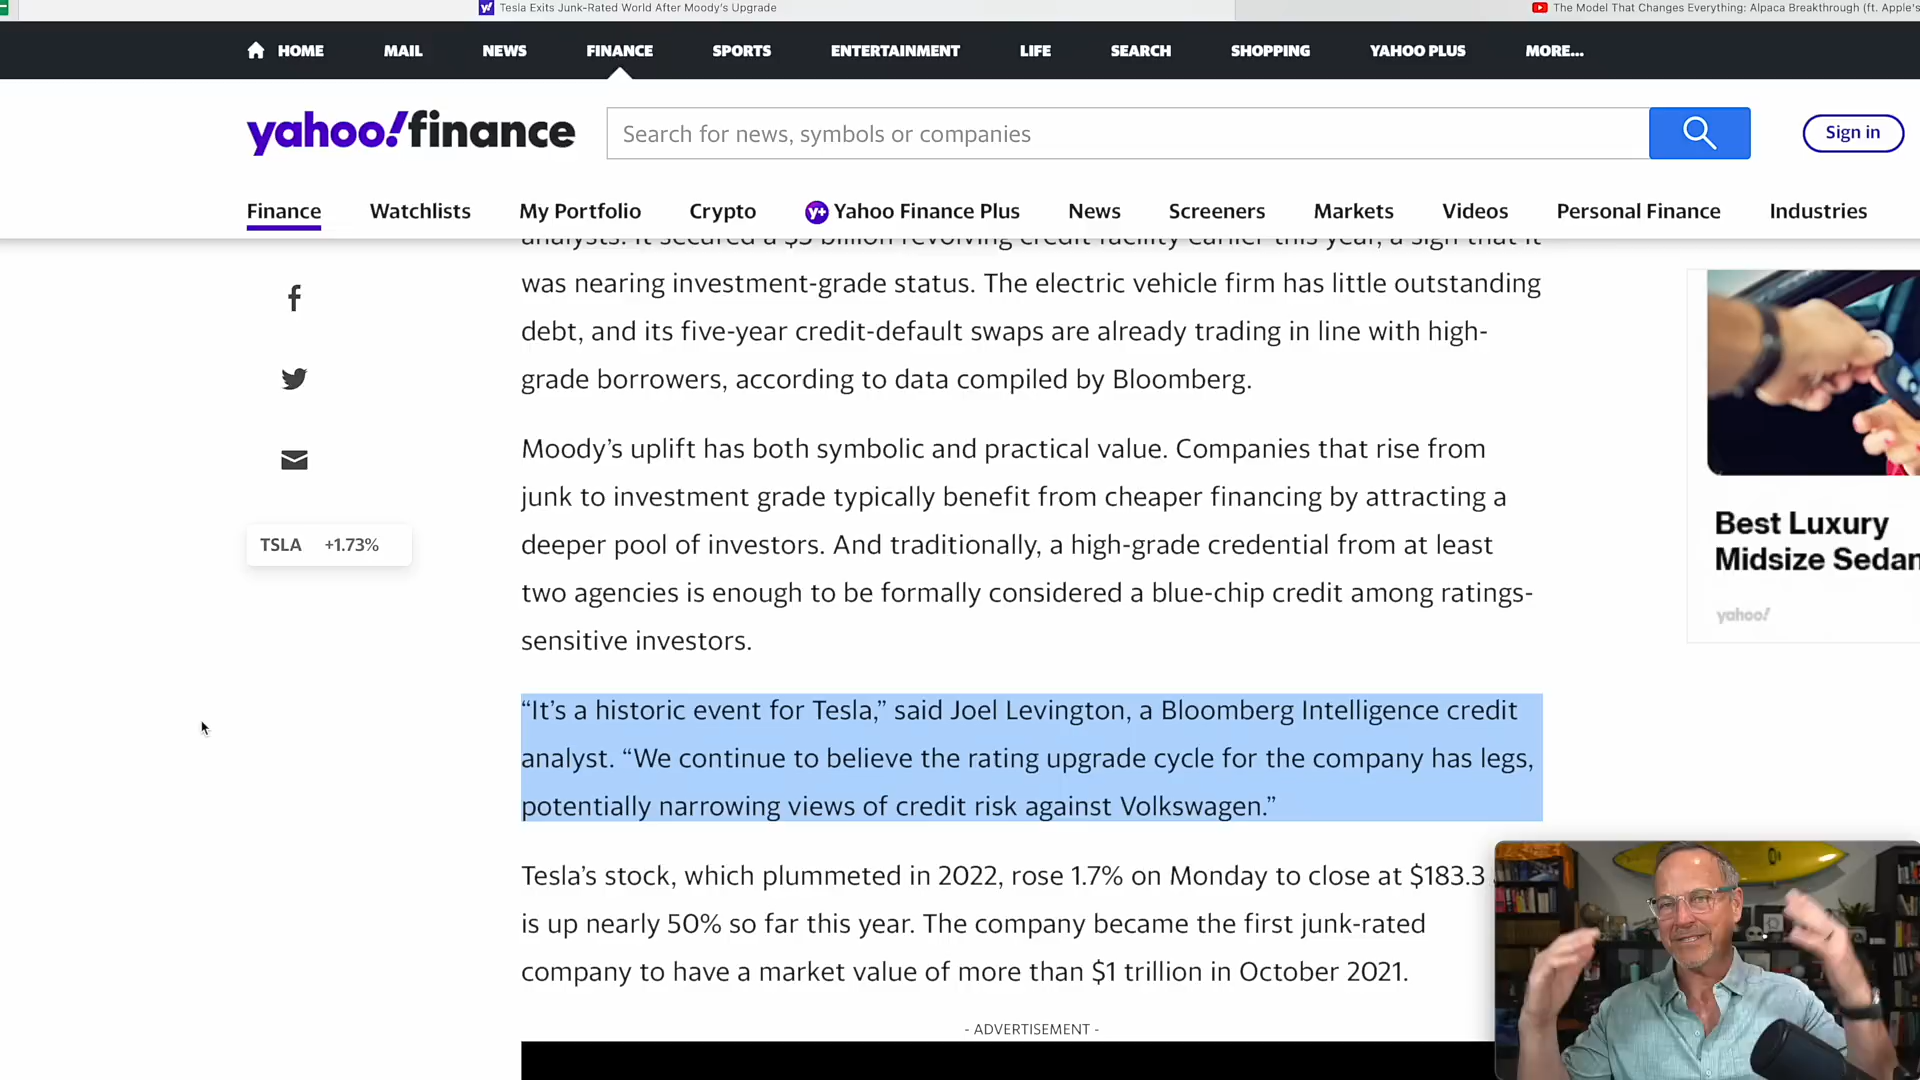 Tesla Exits Junk-Rated World After Moody's Upgrade
The Model That Changes Everything: Alpaca Breakthrough (ft. Apple's
HOME MAIL NEWS FINANCE SPORTS ENTERTAINMENT LIFE SEARCH SHOPPING YAHOO PLUS MORE...
yahoo!finance
Search for news, symbols or companies
Sign in
Finance Watchlists My Portfolio Crypto Yahoo Finance Plus News Screeners Markets Videos Personal Finance Industries
analysts. It secured a $5 billion revolving credit facility earlier this year, a sign that it
was nearing investment-grade status. The electric vehicle firm has little outstanding
debt, and its five-year credit-default swaps are already trading in line with high-
grade borrowers, according to data compiled by Bloomberg.
Moody's uplift has both symbolic and practical value. Companies that rise from
junk to investment grade typically benefit from cheaper financing by attracting a
deeper pool of investors. And traditionally, a high-grade credential from at least
two agencies is enough to be formally considered a blue-chip credit among ratings-
sensitive investors.
TSLA +1.73%
Best Luxury
Midsize Sedan
yahoo!
“It's a historic event for Tesla,” said Joel Levington, a Bloomberg Intelligence credit
analyst. “We continue to believe the rating upgrade cycle for the company has legs,
potentially narrowing views of credit risk against Volkswagen.”
Tesla's stock, which plummeted in 2022, rose 1.7% on Monday to close at $183.3
is up nearly 50% so far this year. The company became the first junk-rated
company to have a market value of more than $1 trillion in October 2021.
- ADVERTISEMENT -